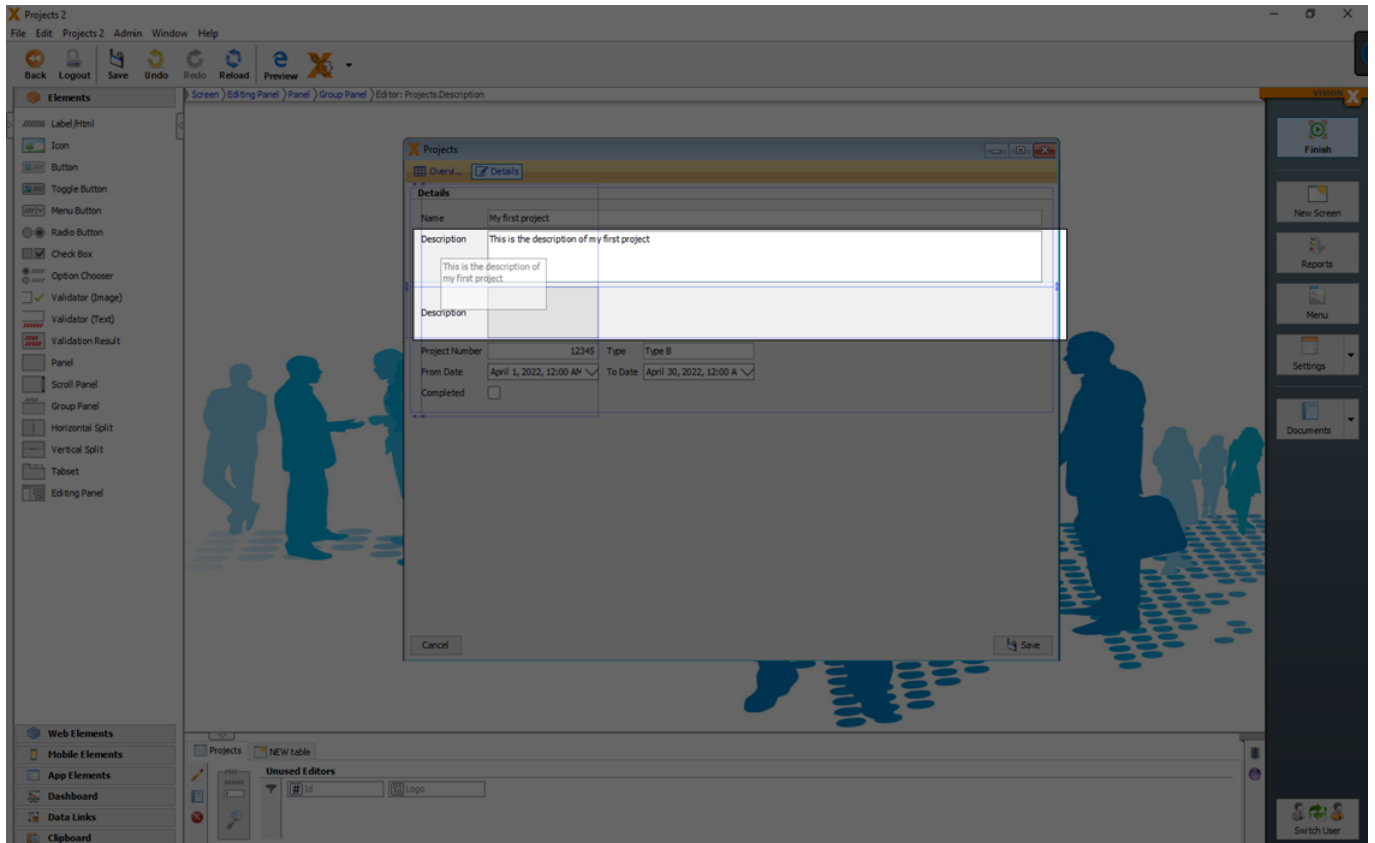 Projects 2
File Edit Projects 2 Admin Window Help
Back Logout Save Undo Redo Reload Preview
Elements
Screen Editing Panel Panel Group Panel Editor: Projects.Description
VISION X
Label/Html
Icon
Button
Toggle Button
Menu Button
Radio Button
Check Box
Option Chooser
Validator (Image)
Validator (Text)
Validation Result
Panel
Scroll Panel
Group Panel
Horizontal Split
Vertical Split
Tabset
Editing Panel
Web Elements
Mobile Elements
App Elements
Dashboard
Data Links
Clipboard
Projects
Overvi... Details
Details
Name My first project
Description This is the description of my first project
This is the description of
my first project
Description
Project Number 12345 Type Type B
From Date April 1, 2022, 12:00 AM To Date April 30, 2022, 12:00 A
Completed
Cancel Save
Projects NEW table
Unused Editors
# Id Logo
Finish
New Screen
Reports
Menu
Settings
Documents
Switch User